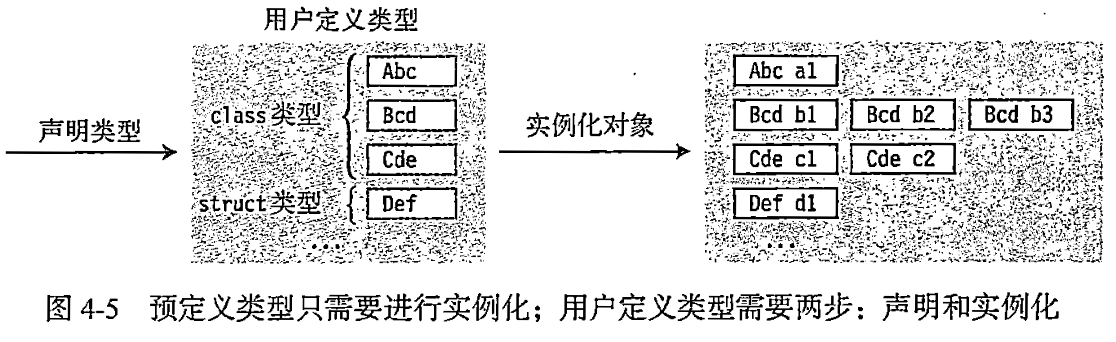 用户定义类型
声明类型
class类型
Abc
Bcd
Cde
struct类型
Def
...
实例化对象
Abc a1
Bcd b1 Bcd b2 Bcd b3
Cde c1 Cde c2
Def d1
...
图 4-5 预定义类型只需要进行实例化；用户定义类型需要两步：声明和实例化